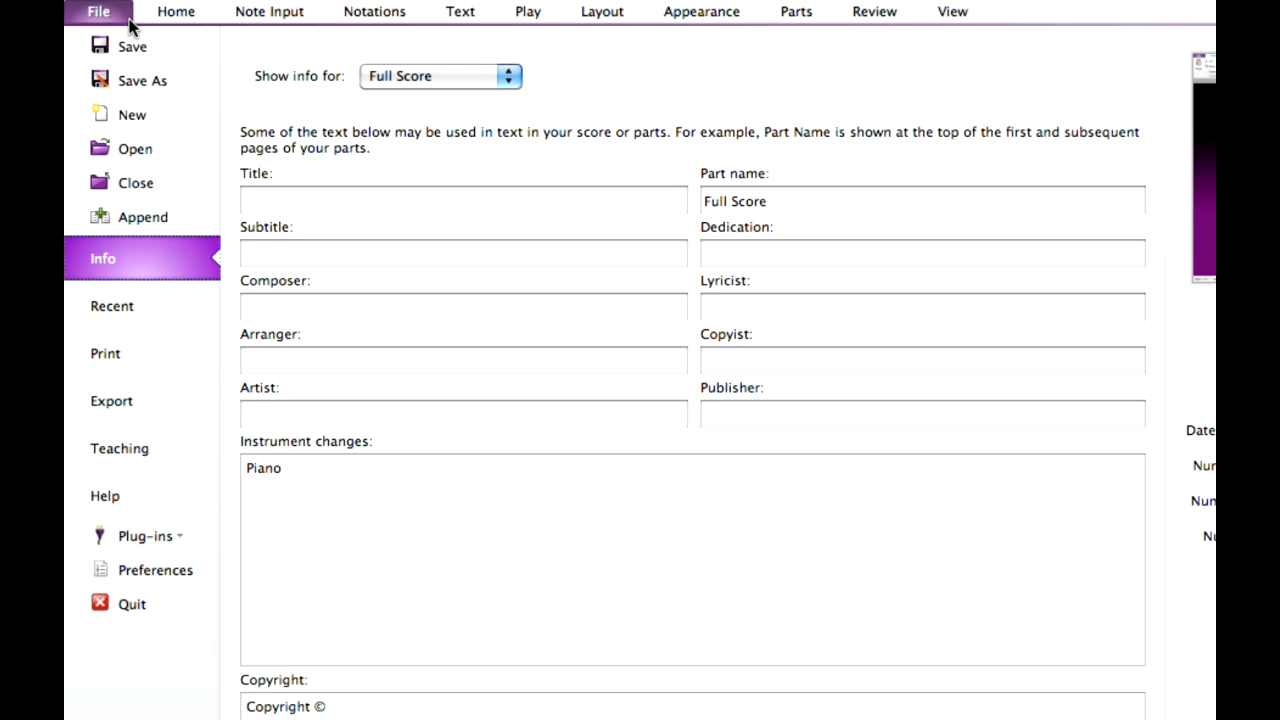 File Home Note Input Notations Text Play Layout Appearance Parts Review View
Save
Save As
New
Open
Close
Append
Info
Recent
Print
Export
Teaching
Help
Plug-ins
Preferences
Quit
Show info for: Full Score
Some of the text below may be used in text in your score or parts. For example, Part Name is shown at the top of the first and subsequent
pages of your parts.
Title: Part name:
Full Score
Subtitle: Dedication:
Composer: Lyricist:
Arranger: Copyist:
Artist: Publisher:
Instrument changes:
Piano
Copyright:
Copyright ©
Date
Nur
Nun
Nu